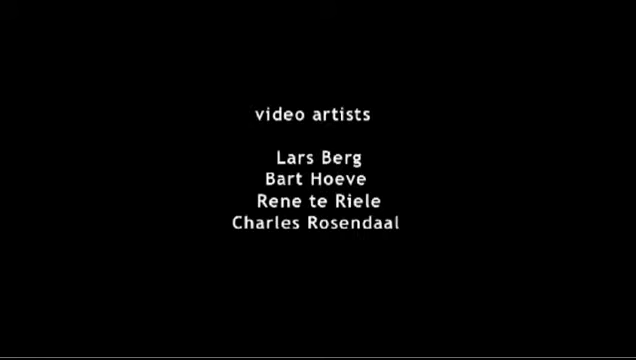 video artists
Lars Berg
Bart Hoeve
Rene te Riele
Charles Rosendaal